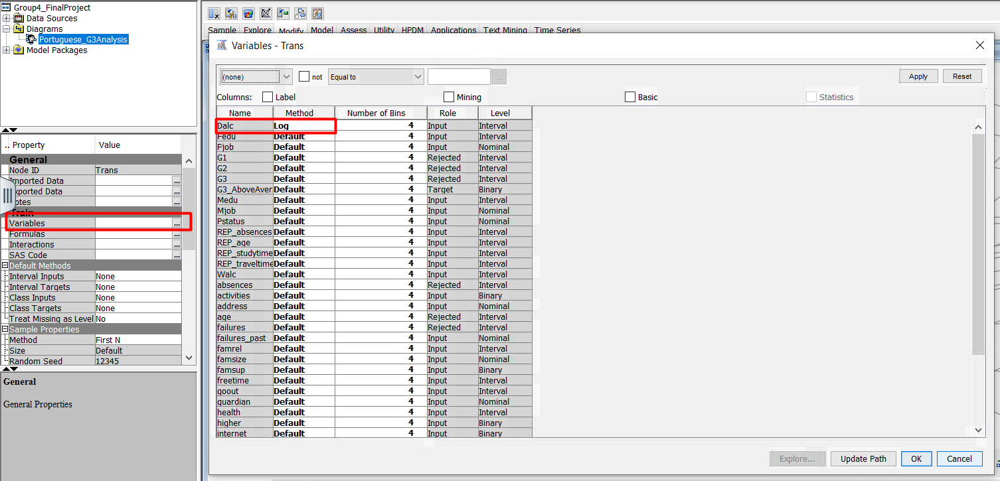 Group4_FinalProject
Data Sources
Diagrams
Portuguese_G3Analysis
Model Packages
.. Property Value
General
Node ID Trans
Imported Data ...
xported Data ...
otes ...
Train
Variables ...
Formulas ...
Interactions ...
SAS Code ...
Default Methods
Interval Inputs None
Interval Targets None
Class Inputs None
Class Targets None
Treat Missing as Level No
Sample Properties
Method First N
Size Default
Random Seed 12345
General
General Properties
Sample Explore Modify Model Assess Utility HPDM Applications Text Mining Time Series
Variables - Trans
(none) not Equal to ... Apply Reset
Columns: Label Mining Basic Statistics
Name Method Number of Bins Role Level
Dalc Log 4 Input Interval
Fedu Default 4 Input Interval
Fjob Default 4 Input Nominal
G1 Default 4 Rejected Interval
G2 Default 4 Rejected Interval
G3 Default 4 Rejected Interval
G3_AboveAver Default 4 Target Binary
Medu Default 4 Input Interval
Mjob Default 4 Input Nominal
Pstatus Default 4 Input Nominal
REP_absences Default 4 Input Interval
REP_age Default 4 Input Interval
REP_studytime Default 4 Input Interval
REP_traveltime Default 4 Input Interval
Walc Default 4 Input Interval
absences Default 4 Rejected Interval
activities Default 4 Input Binary
address Default 4 Input Nominal
age Default 4 Rejected Interval
failures Default 4 Rejected Interval
failures_past Default 4 Input Nominal
famrel Default 4 Input Interval
famsize Default 4 Input Nominal
famsup Default 4 Input Binary
freetime Default 4 Input Interval
goout Default 4 Input Interval
guardian Default 4 Input Nominal
health Default 4 Input Interval
higher Default 4 Input Binary
internet Default 4 Input Binary
Explore... Update Path OK Cancel